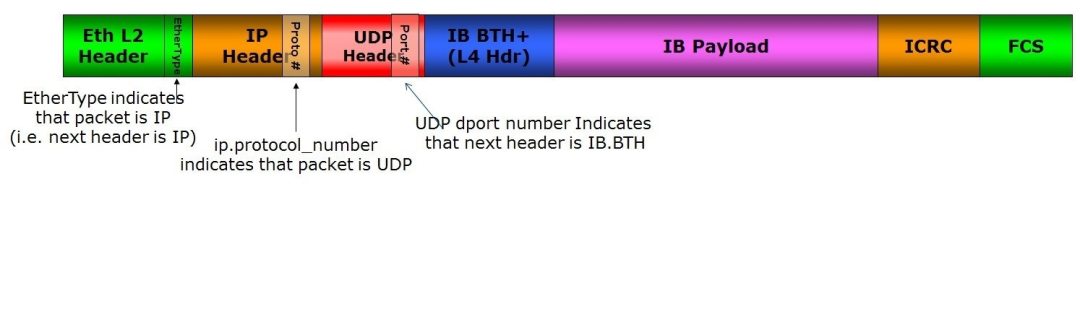 Eth L2
Header
EtherType
IP
Header
Proto #
UDP
Header
Port #
IB BTH+
(L4 Hdr)
IB Payload
ICRC
FCS
EtherType indicates
that packet is IP
(i.e. next header is IP)
ip.protocol_number
indicates that packet is UDP
UDP dport number Indicates
that next header is IB.BTH